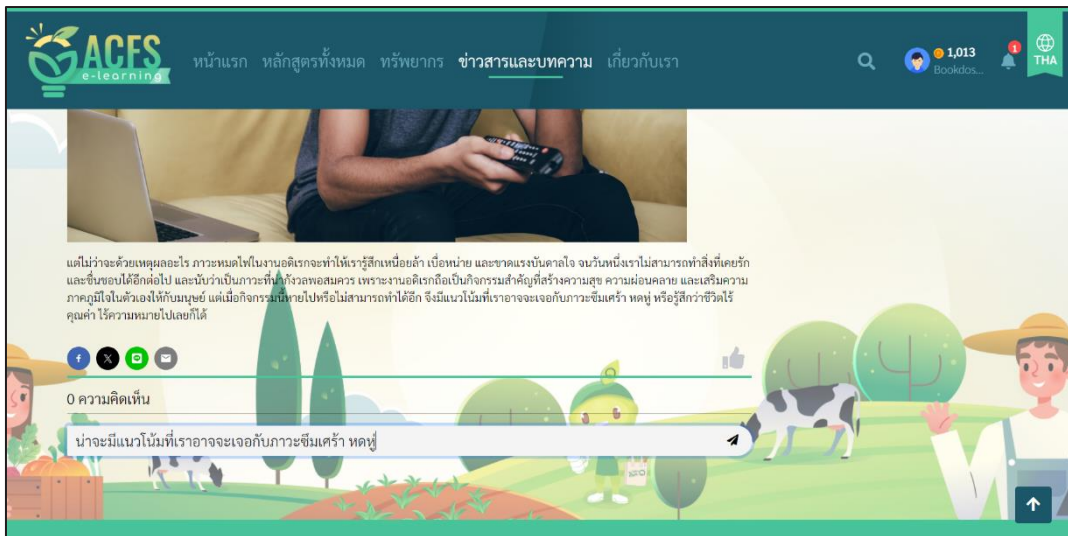 ACFS
e-learning
หน้าแรก หลักสูตรทั้งหมด ทรัพยากร ข่าวสารและบทความ เกี่ยวกับเรา
1,013
Bookdos...
1
THA
แต่ไม่ว่าจะด้วยเหตุผลอะไร ภาวะหมดไฟในงานอดิเรกจะทำให้เรารู้สึกเหนื่อยล้า เบื่อหน่าย และขาดแรงบันดาลใจ จนวันหนึ่งเราไม่สามารถทำสิ่งที่เคยรัก
และชื่นชอบได้อีกต่อไป และนับว่าเป็นภาวะที่น่ากังวลพอสมควร เพราะงานอดิเรกถือเป็นกิจกรรมสำคัญที่สร้างความสุข ความผ่อนคลาย และเสริมความ
ภาคภูมิใจในตัวเองให้กับมนุษย์ แต่เมื่อกิจกรรมนี้หายไปหรือไม่สามารถทำได้อีก จึงมีแนวโน้มที่เราอาจจะเจอกับภาวะซึมเศร้า หดหู่ หรือรู้สึกว่าชีวิตไร้
คุณค่า ไร้ความหมายไปเลยก็ได้
0 ความคิดเห็น
น่าจะมีแนวโน้มที่เราอาจจะเจอกับภาวะซึมเศร้า หดหู่